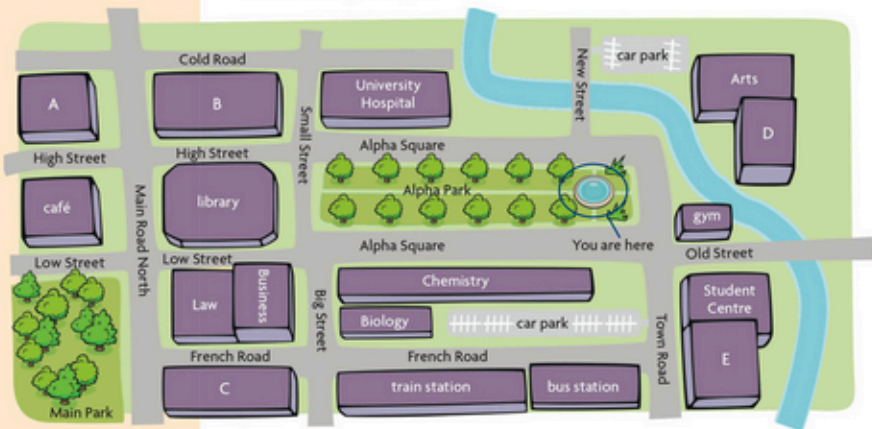 Cold Road
New Street
car park
A
B
University
Hospital
Arts
Small Street
D
High Street
High Street
Alpha Square
café
Main Road North
library
Alpha Park
gym
You are here
Low Street
Low Street
Alpha Square
Old Street
Law
Business
Big Street
Chemistry
Student
Centre
Biology
car park
Town Road
French Road
French Road
E
Main Park
C
train station
bus station